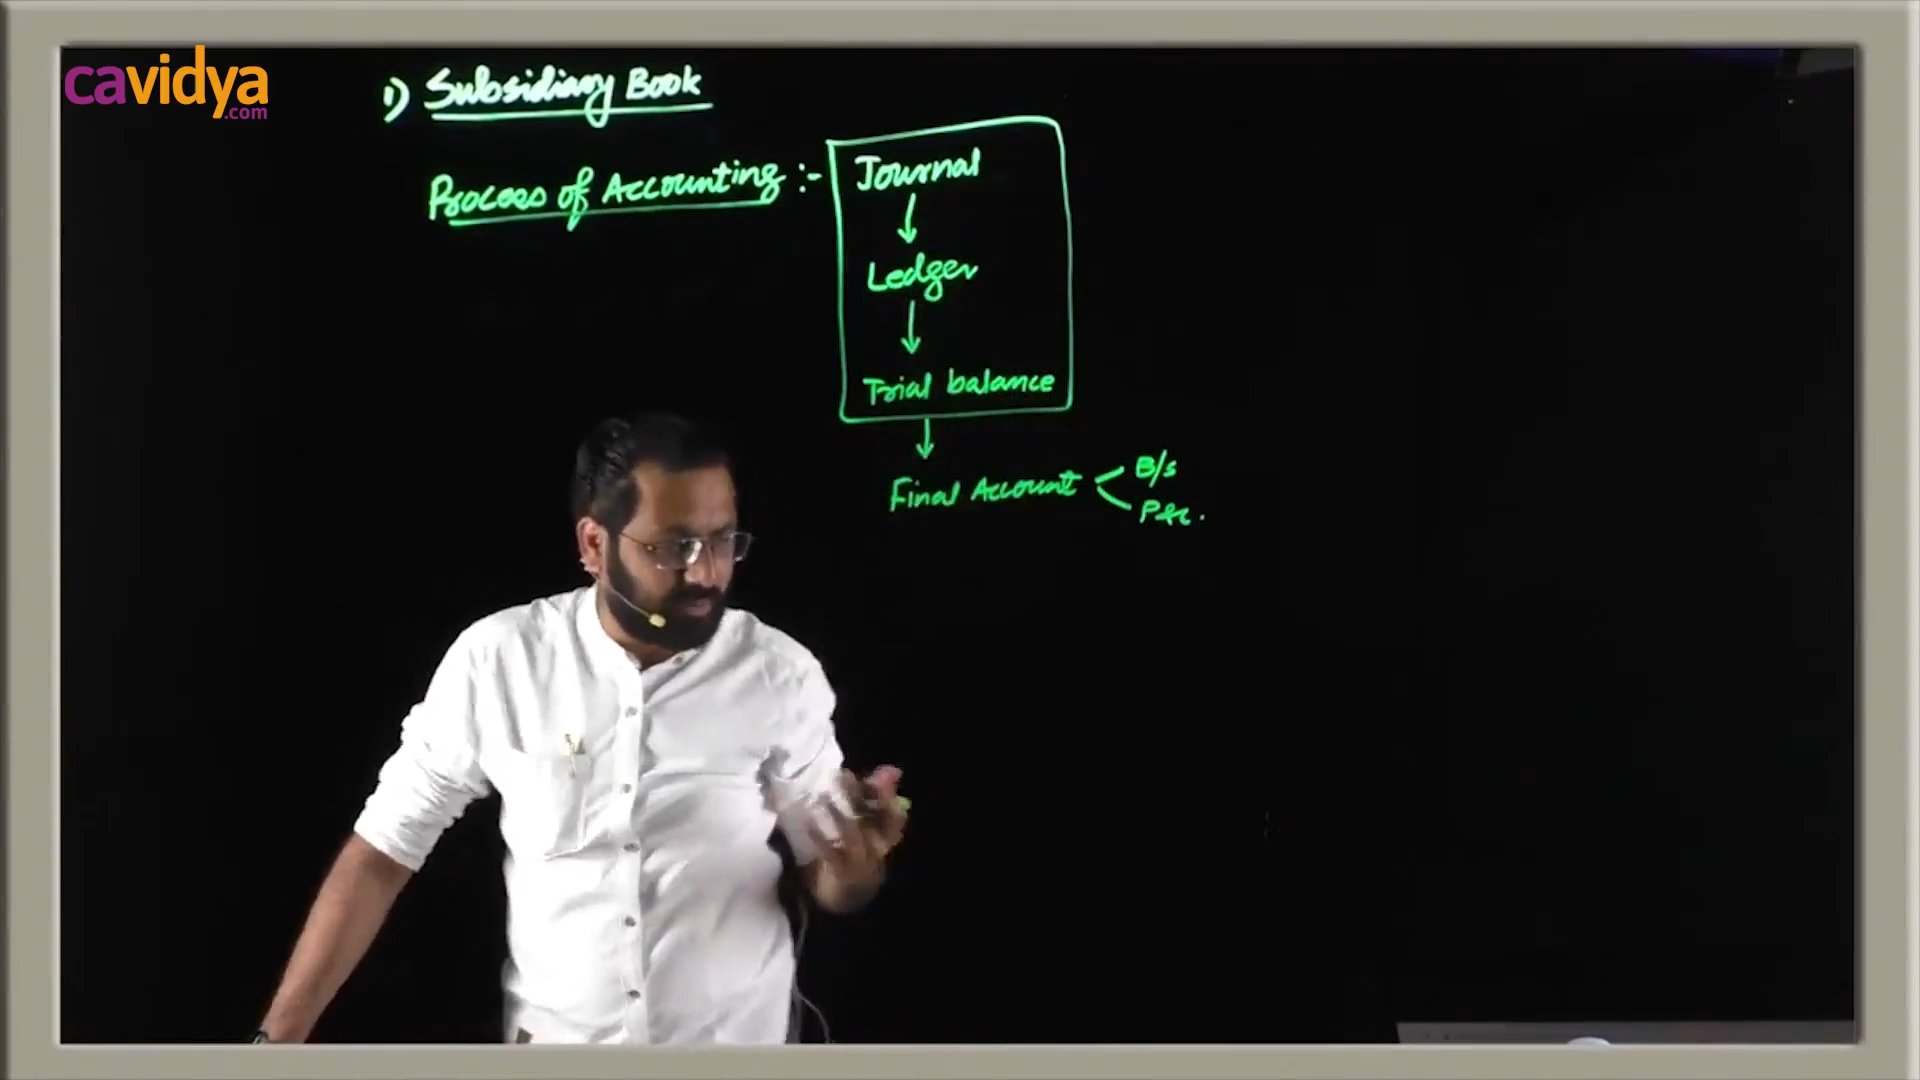 cavidya
.com
1) Subsidiary Book
Process of Accounting :-
Journal
Ledger
Trial balance
Final Account
B/s
P&L.